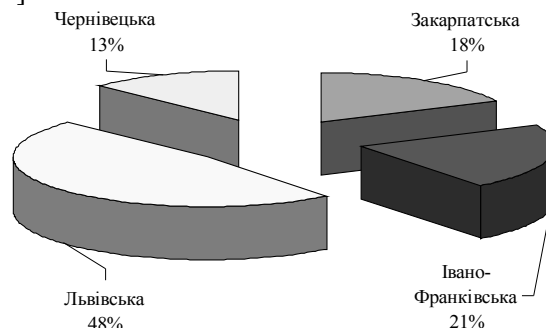 ]
Чернівецька
13%
Закарпатська
18%
Львівська
48%
Івано-
Франківська
21%